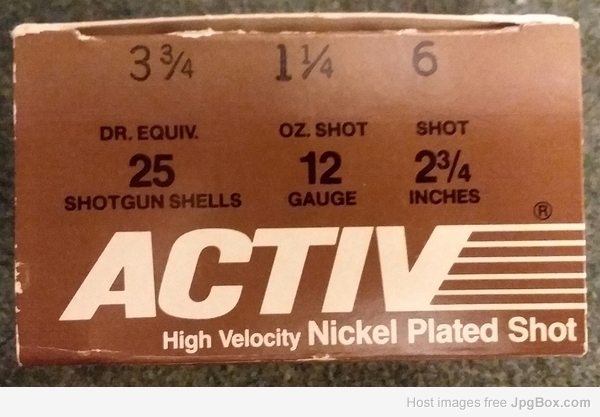 3 3/4 1 1/4 6
DR. EQUIV. OZ. SHOT SHOT
25 12 2 3/4
SHOTGUN SHELLS GAUGE INCHES
®
ACTIV
High Velocity Nickel Plated Shot
Host images free JpgBox.com